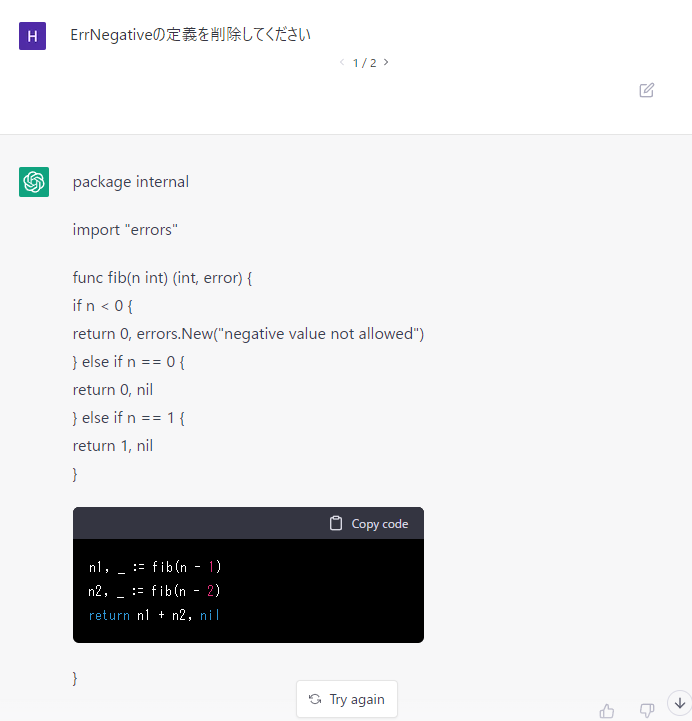 H
ErrNegativeの定義を削除してください
< 1 / 2 >
package internal
import "errors"
func fib(n int) (int, error) {
if n < 0 {
return 0, errors.New("negative value not allowed")
} else if n == 0 {
return 0, nil
} else if n == 1 {
return 1, nil
}
Copy code
n1, _ := fib(n - 1)
n2, _ := fib(n - 2)
return n1 + n2, nil
}
Try again